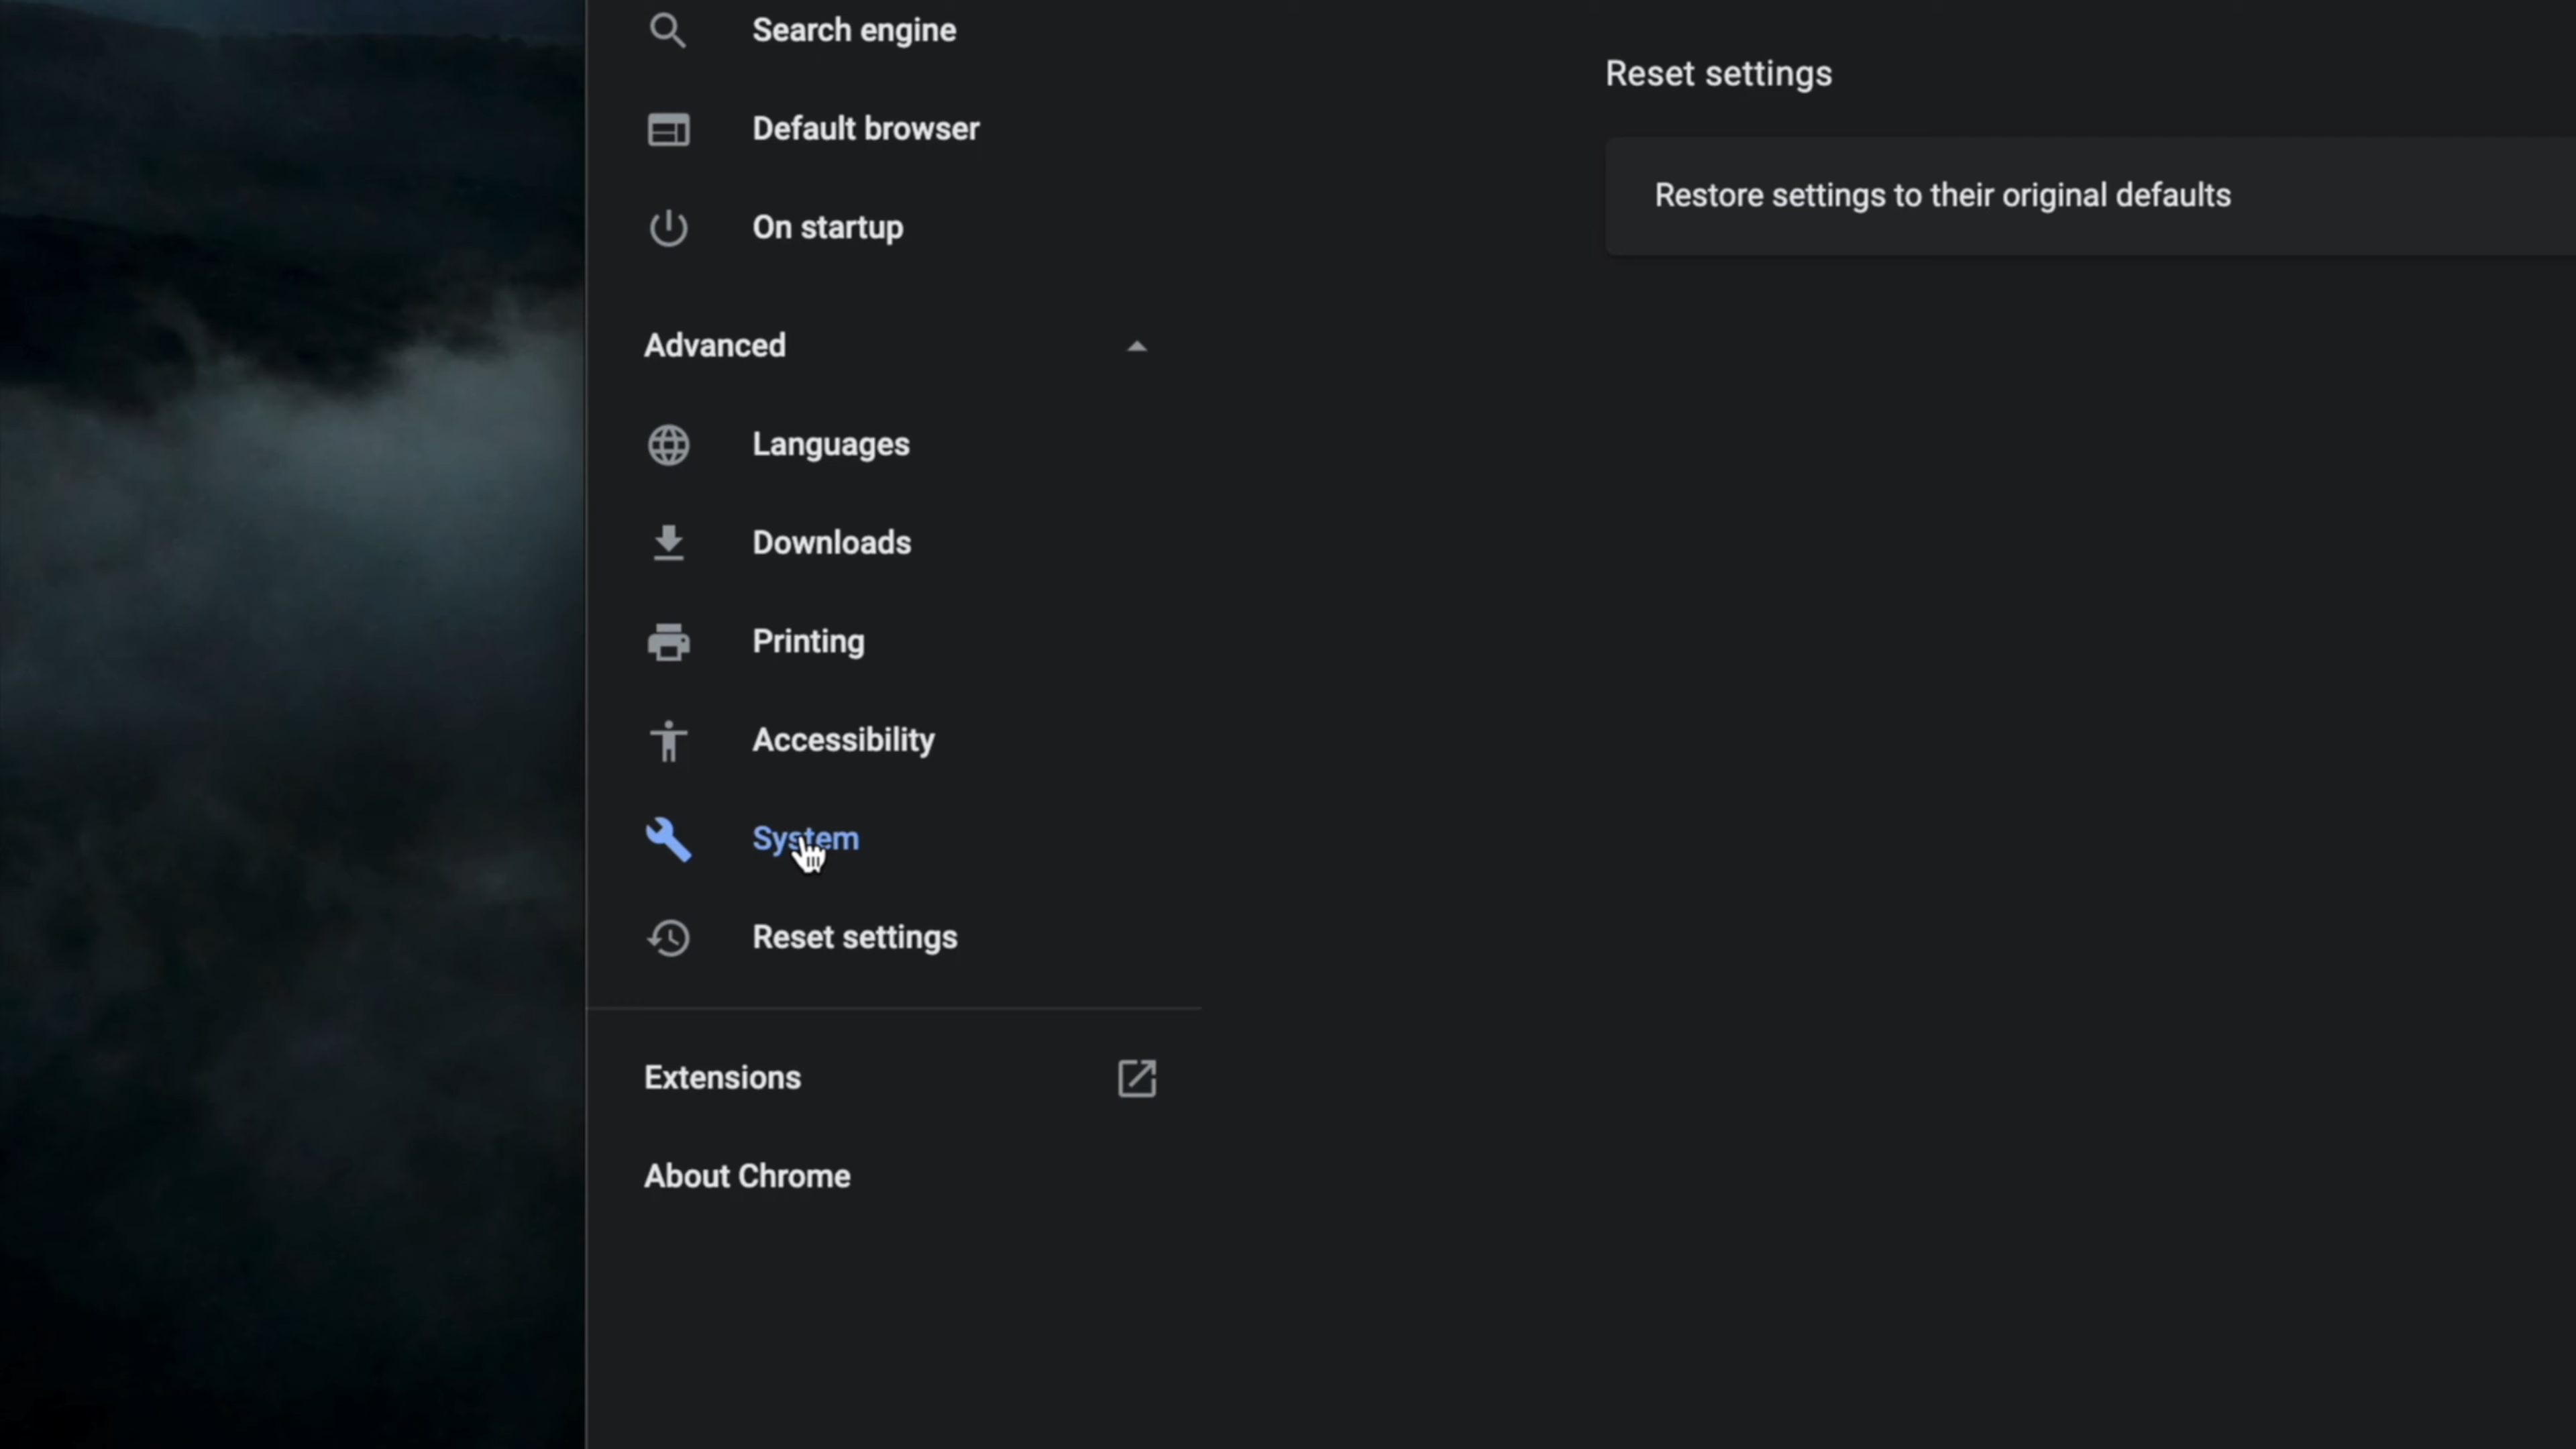 Search engine
Default browser
On startup
Advanced
Languages
Downloads
Printing
Accessibility
System
Reset settings
Extensions
About Chrome
Reset settings
Restore settings to their original defaults